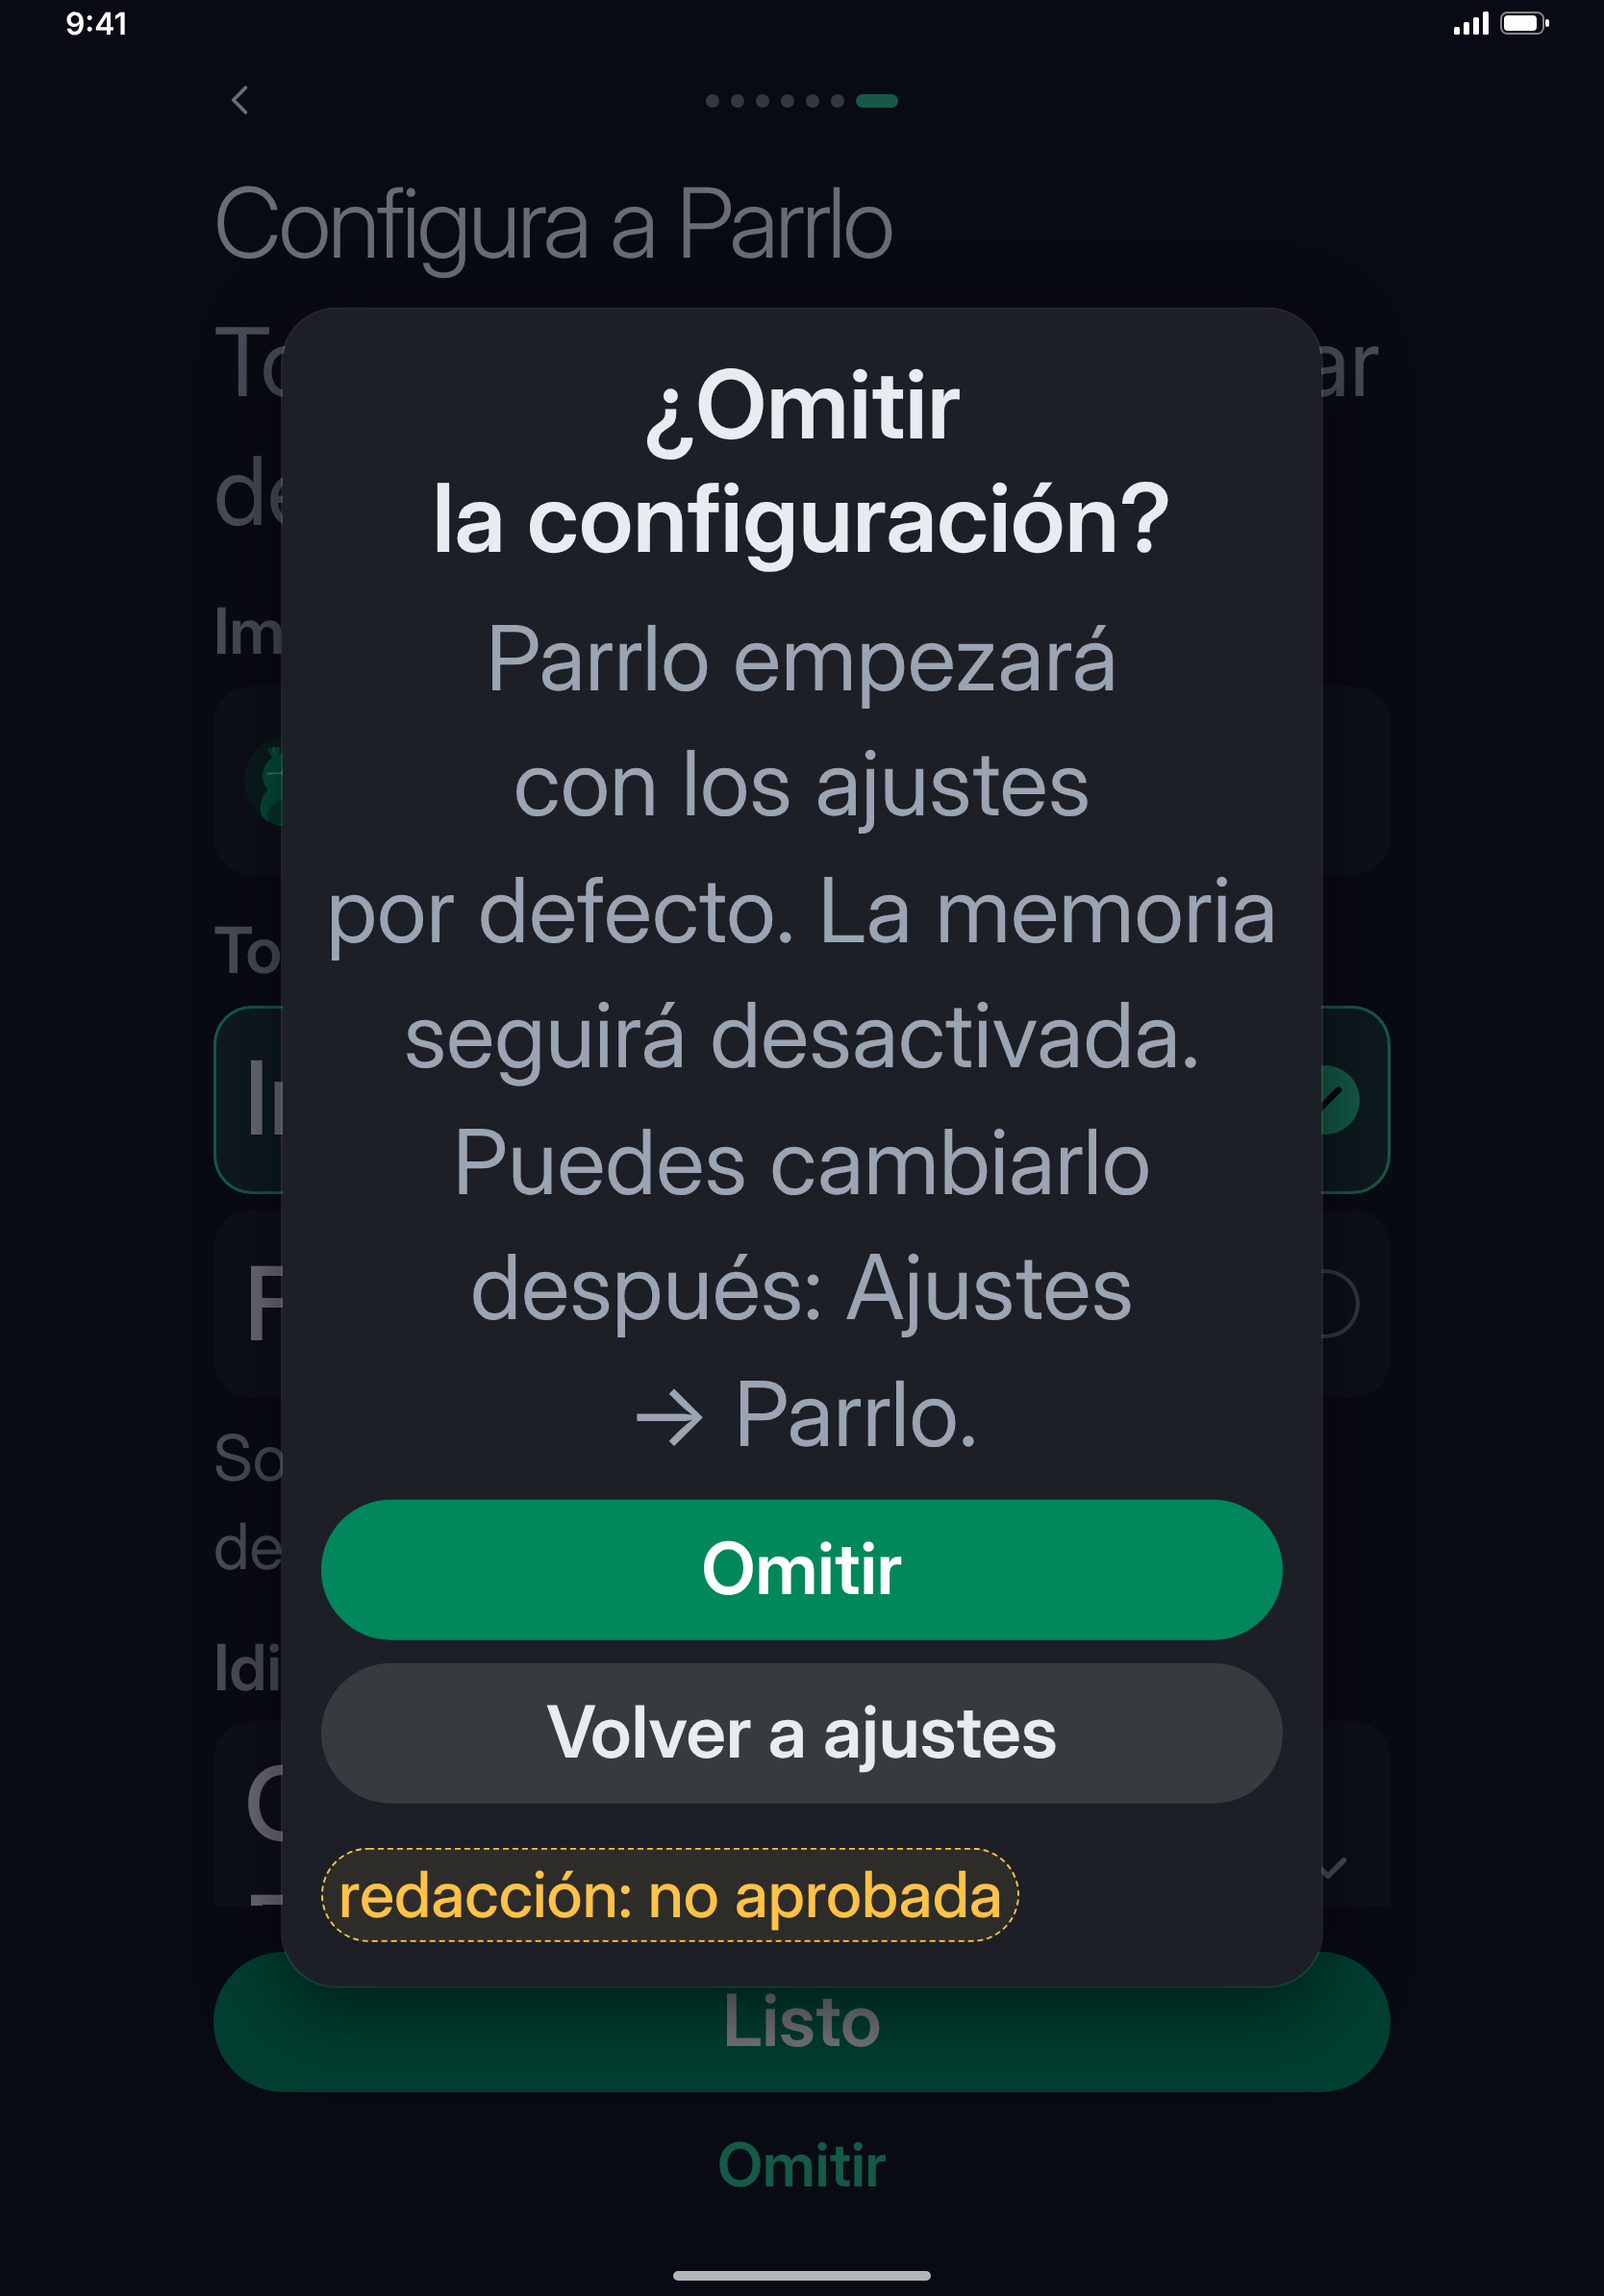 9:41
Configura a Parrlo
¿Omitir
la configuración?
Parrlo empezará
con los ajustes
por defecto. La memoria
seguirá desactivada.
Puedes cambiarlo
después: Ajustes
→ Parrlo.
Omitir
Volver a ajustes
redacción: no aprobada
Listo
Omitir